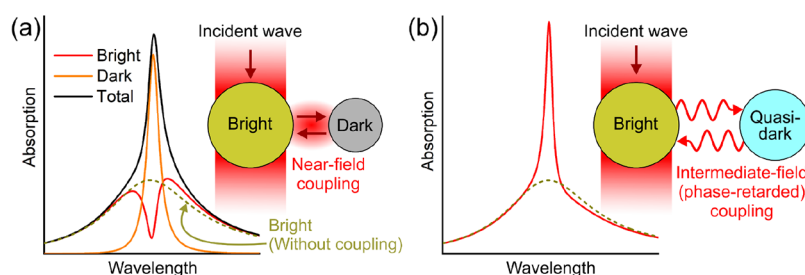 (a)
Bright
Dark
Total
Absorption
Wavelength
Incident wave
Bright
Dark
Near-field
coupling
Bright
(Without coupling)
(b)
Absorption
Wavelength
Incident wave
Bright
Quasi-
dark
Intermediate-field
(phase-retarded)
coupling